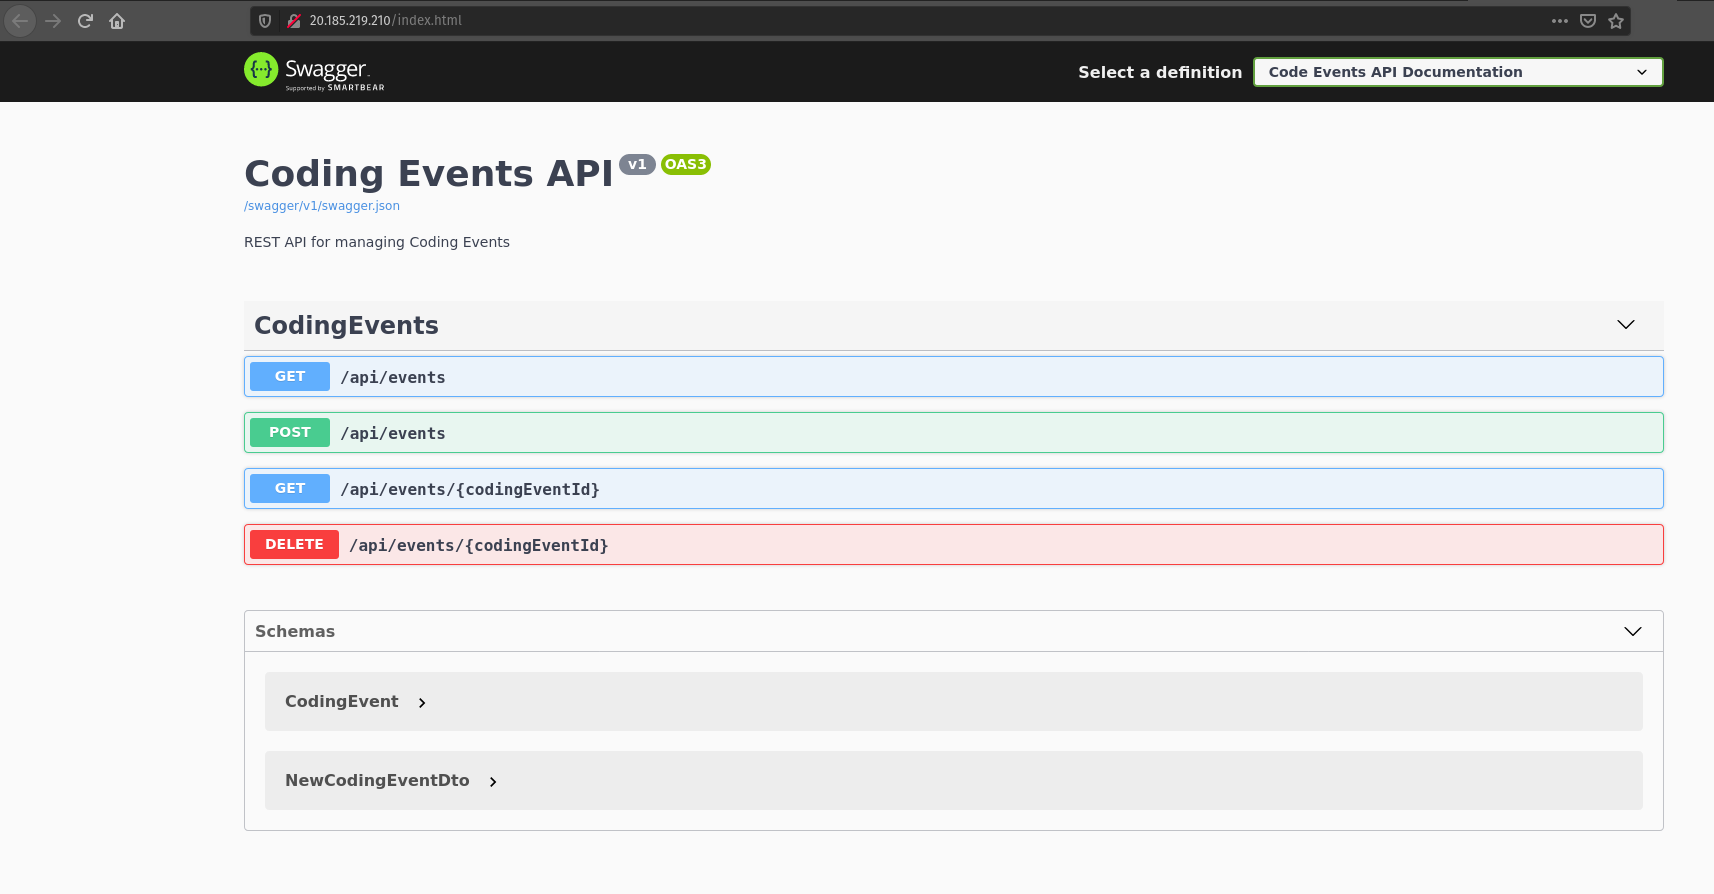 20.185.219.210/index.html
Swagger.
Supported by SMARTBEAR
Select a definition
Code Events API Documentation
Coding Events API v1 OAS3
/swagger/v1/swagger.json
REST API for managing Coding Events
CodingEvents
GET /api/events
POST /api/events
GET /api/events/{codingEventId}
DELETE /api/events/{codingEventId}
Schemas
CodingEvent
NewCodingEventDto